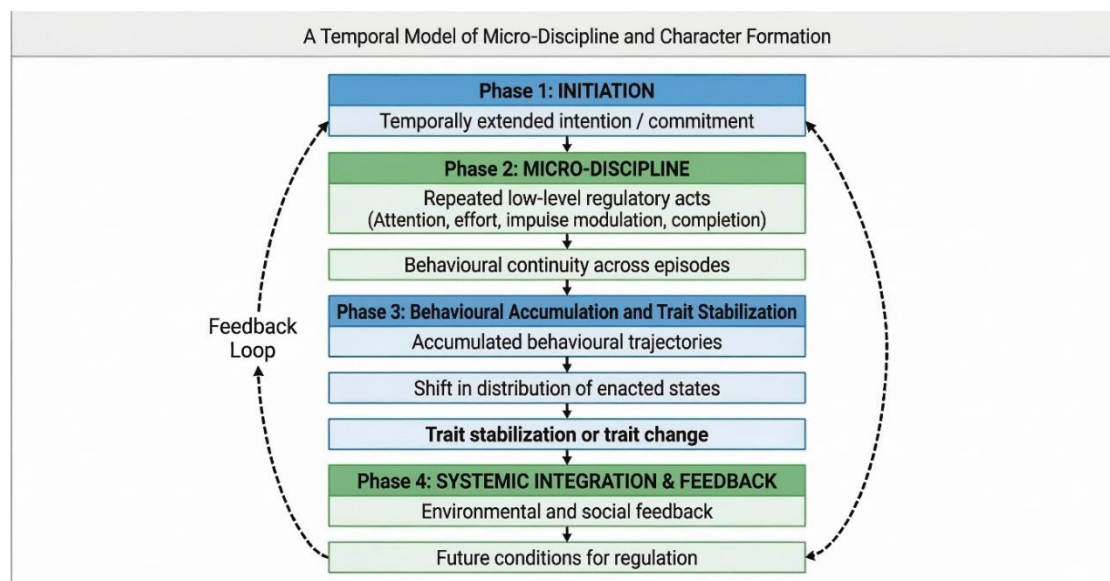 A Temporal Model of Micro-Discipline and Character Formation
Phase 1: INITIATION
Temporally extended intention / commitment
Phase 2: MICRO-DISCIPLINE
Repeated low-level regulatory acts
(Attention, effort, impulse modulation, completion)
Behavioural continuity across episodes
Phase 3: Behavioural Accumulation and Trait Stabilization
Accumulated behavioural trajectories
Shift in distribution of enacted states
Trait stabilization or trait change
Phase 4: SYSTEMIC INTEGRATION & FEEDBACK
Environmental and social feedback
Future conditions for regulation
Feedback
Loop